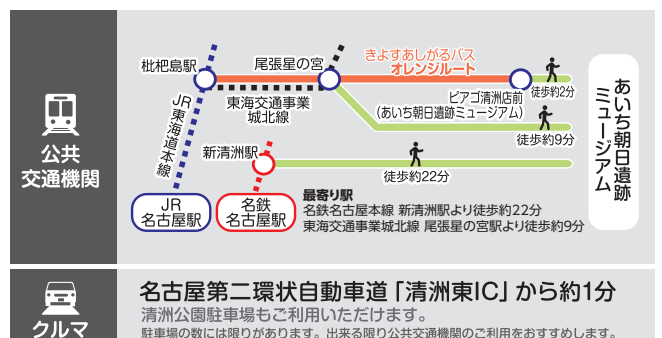 公共
交通機関
枇杷島駅
尾張星の宮
きよすあしがるバス
オレンジルート
徒歩約2分
東海交通事業
城北線
ピアゴ清洲店前
(あいち朝日遺跡ミュージアム)
徒歩約9分
JR東海道本線
新清洲駅
徒歩約22分
あいち朝日遺跡
ミュージアム
JR
名古屋駅
名鉄
名古屋駅
最寄り駅
名鉄名古屋本線 新清洲駅より徒歩約22分
東海交通事業城北線 尾張星の宮駅より徒歩約9分
クルマ
名古屋第二環状自動車道「清洲東IC」から約1分
清洲公園駐車場もご利用いただけます。
駐車場の数には限りがあります。出来る限り公共交通機関のご利用をおすすめします。